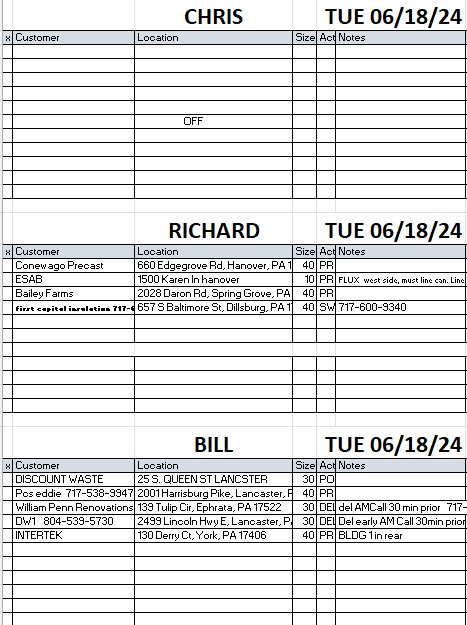 CHRIS TUE 06/18/24
x Customer Location Size Act Notes
OFF
RICHARD TUE 06/18/24
x Customer Location Size Act Notes
Conewago Precast 660 Edgegrove Rd, Hanover, PA 1 40 PR
ESAB 1500 Karen ln hanover 10 PR FLUX west side, must line can. Line
Bailey Farms 2028 Daron Rd, Spring Grove, PA 40 PR
first capital insulation 717-6 657 S Baltimore St, Dillsburg, PA 1 40 SW 717-600-9340
BILL TUE 06/18/24
x Customer Location Size Act Notes
DISCOUNT WASTE 25 S. QUEEN ST LANCSTER 30 PO
Pcs eddie 717-538-9947 2001 Harrisburg Pike, Lancaster, P 40 PR
William Penn Renovations 139 Tulip Cir, Ephrata, PA 17522 30 DEL del AMCall 30 min prior 717-
DW1 804-539-5730 2499 Lincoln Hwy E, Lancaster, PA 30 DEL Del early AM Call 30min prior
INTERTEK 130 Derry Ct, York, PA 17406 40 PR BLDG 1 in rear